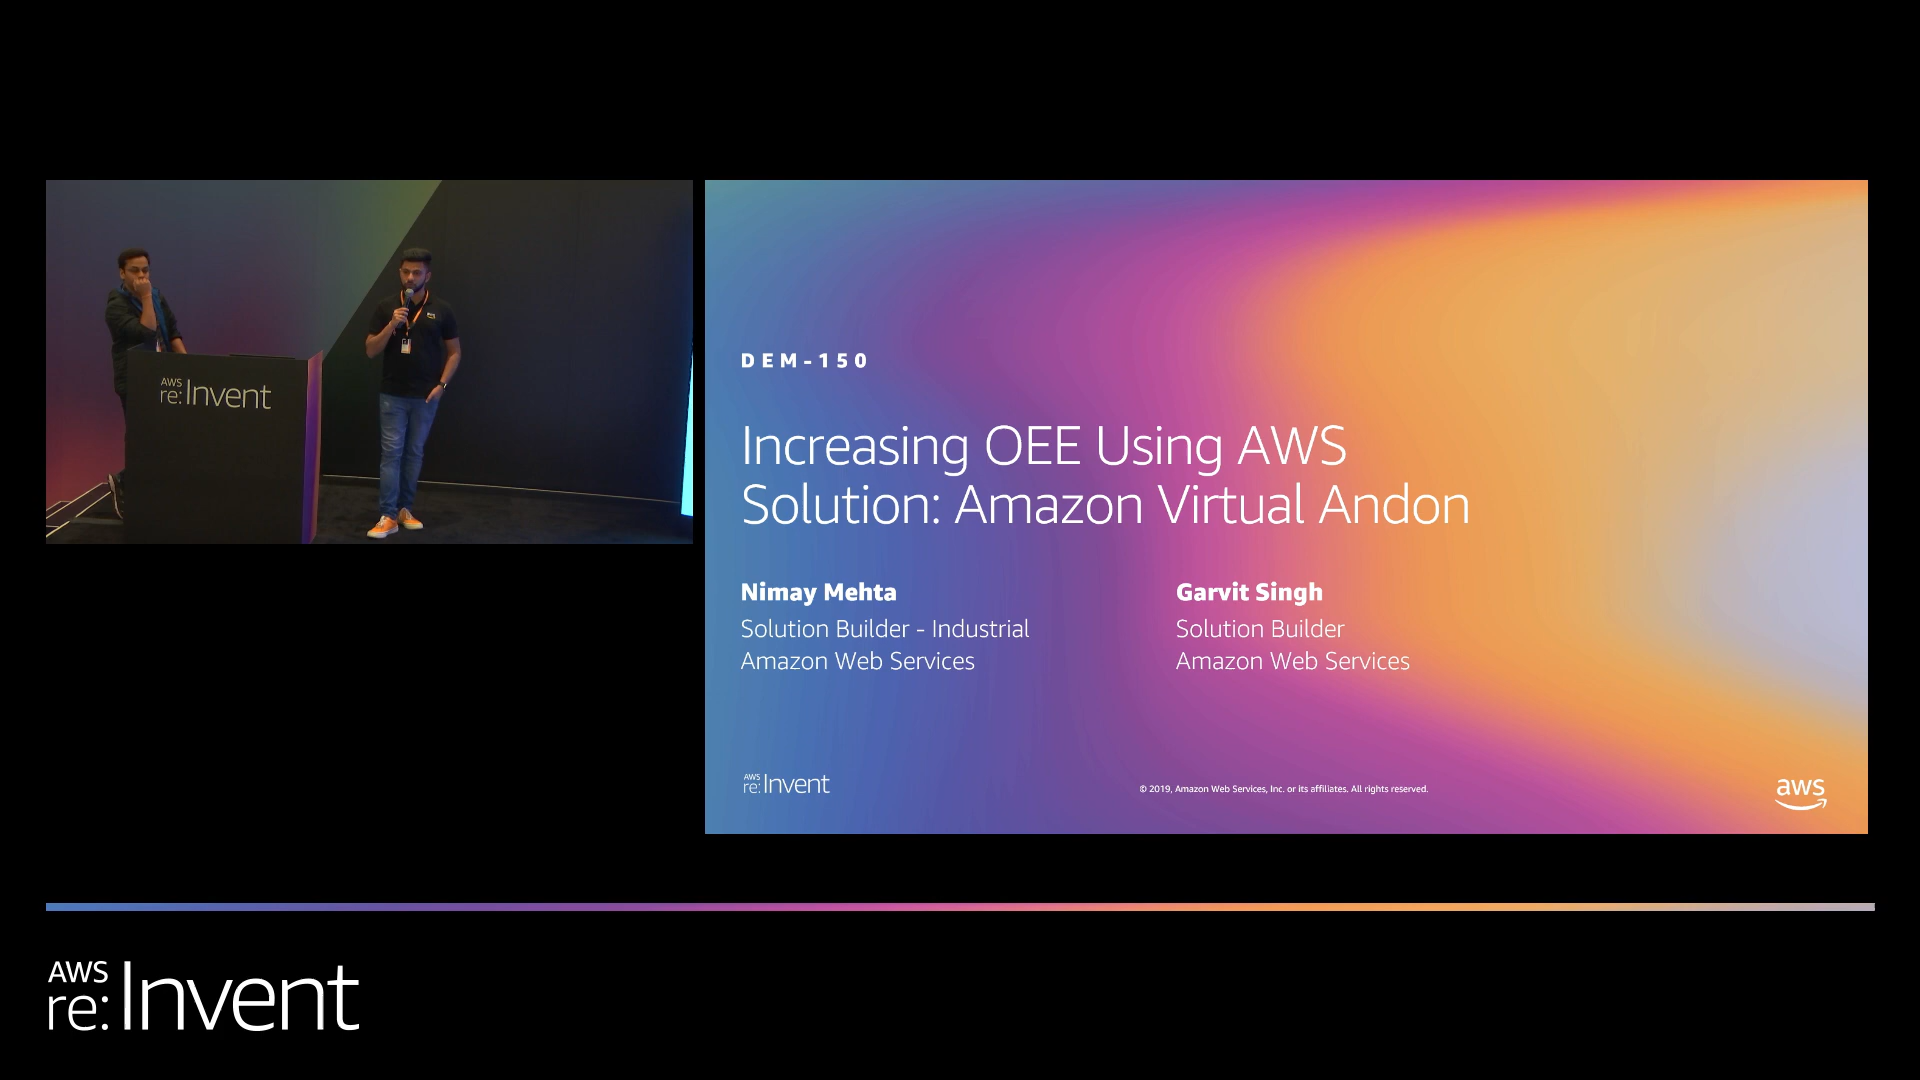 AWS
re:Invent
DEM-150
Increasing OEE Using AWS
Solution: Amazon Virtual Andon
Nimay Mehta
Solution Builder - Industrial
Amazon Web Services
Garvit Singh
Solution Builder
Amazon Web Services
AWS
re:Invent
© 2019, Amazon Web Services, Inc. or its affiliates. All rights reserved.
aws
AWS
re:Invent